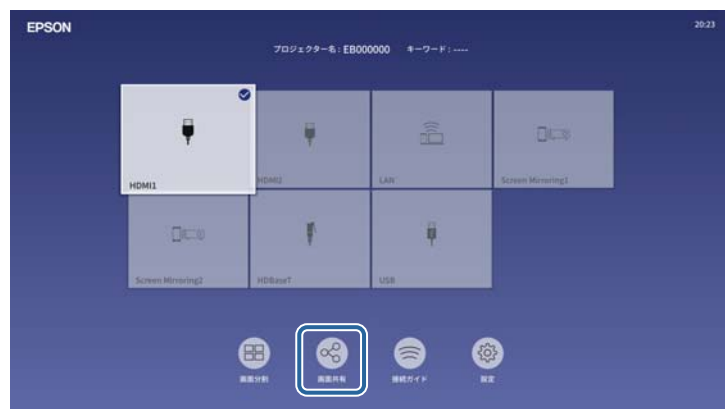 EPSON
20:23
プロジェクター名 : EB000000 キーワード : ----
HDMI1
HDMI2
LAN
Screen Mirroring1
Screen Mirroring2
HDBaseT
USB
画面分割
画面共有
接続ガイド
設定